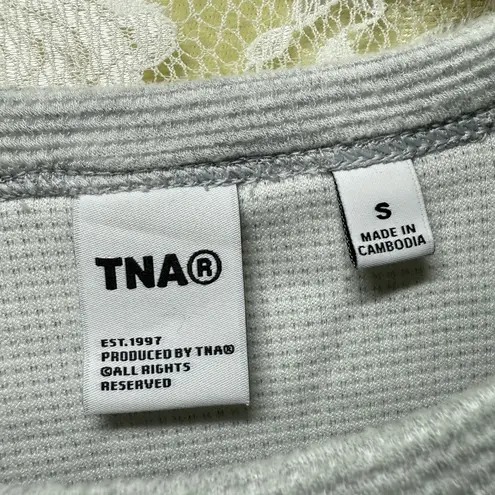 TNA®
EST.1997
PRODUCED BY TNA®
©ALL RIGHTS
RESERVED
S
MADE IN
CAMBODIA